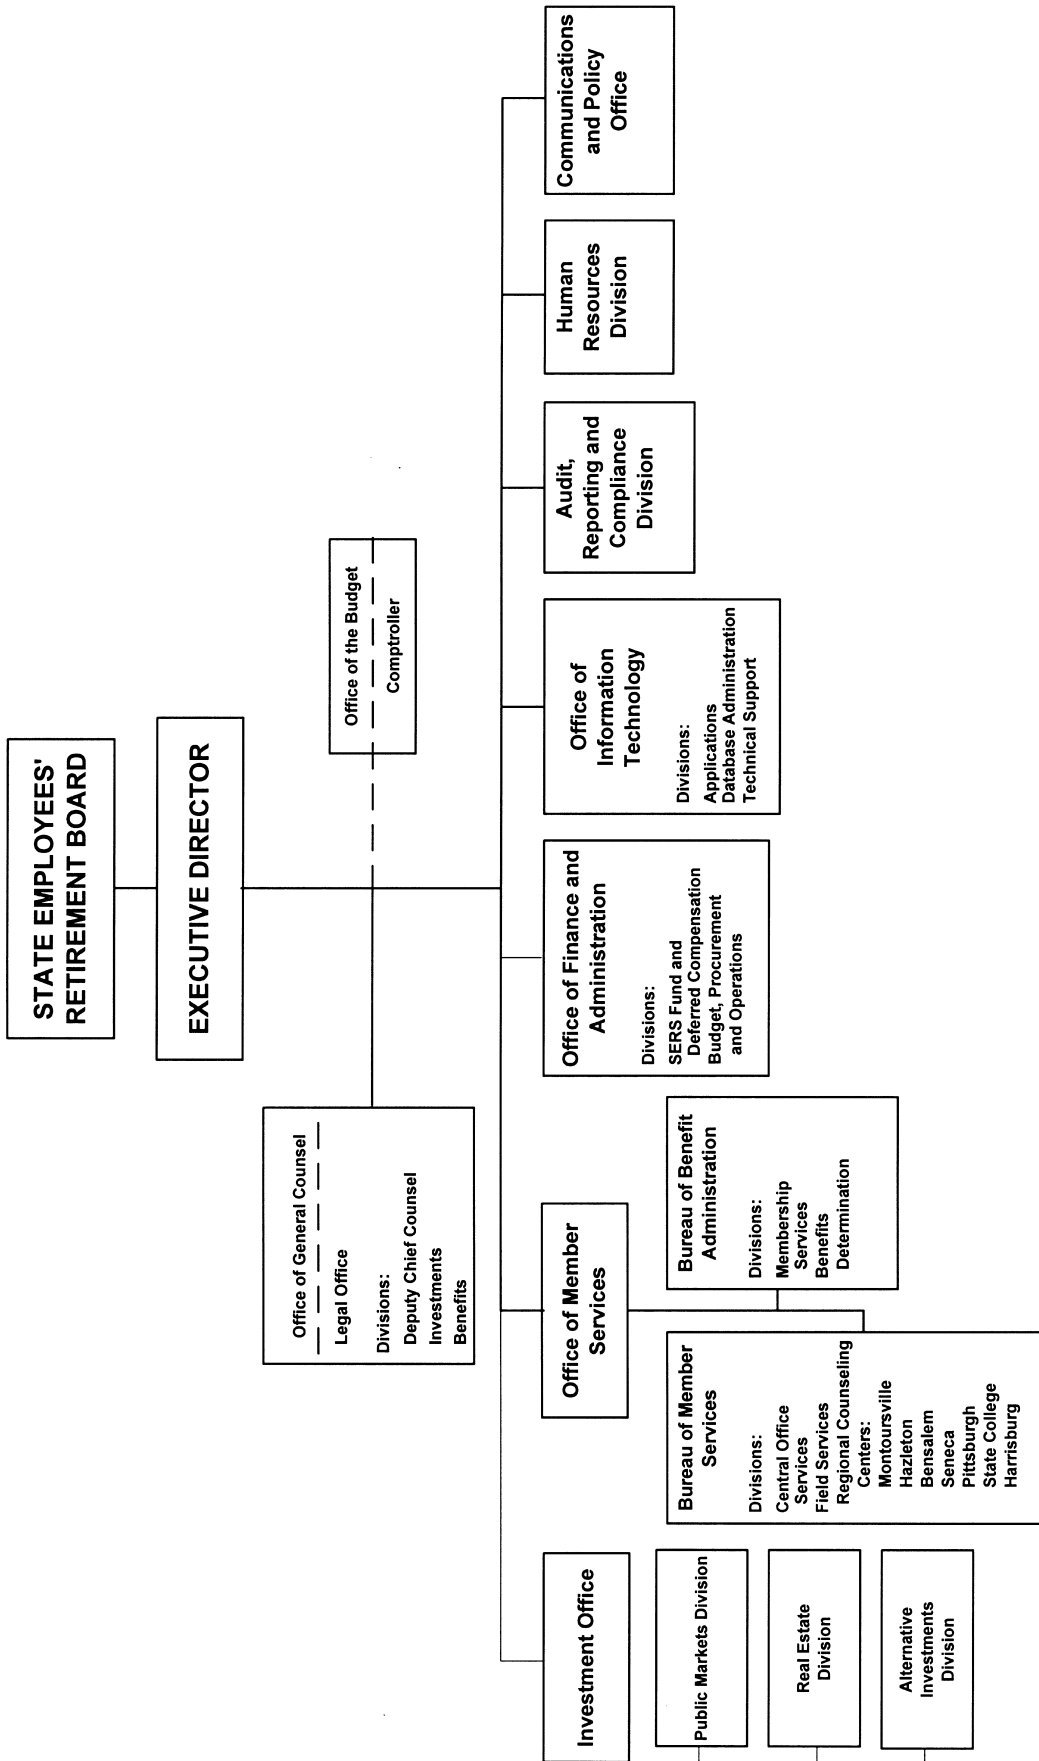 STATE EMPLOYEES'
RETIREMENT BOARD
EXECUTIVE DIRECTOR
Office of General Counsel
Legal Office
Divisions:
Deputy Chief Counsel
Investments
Benefits
Office of the Budget
Comptroller
Investment Office
Public Markets Division
Real Estate
Division
Alternative
Investments
Division
Office of Member
Services
Bureau of Member
Services
Divisions:
Central Office
Services
Field Services
Regional Counseling
Centers:
Montoursville
Hazleton
Bensalem
Seneca
Pittsburgh
State College
Harrisburg
Bureau of Benefit
Administration
Divisions:
Membership
Services
Benefits
Determination
Office of Finance and
Administration
Divisions:
SERS Fund and
Deferred Compensation
Budget, Procurement
and Operations
Office of
Information
Technology
Divisions:
Applications
Database Administration
Technical Support
Audit,
Reporting and
Compliance
Division
Human
Resources
Division
Communications
and Policy
Office